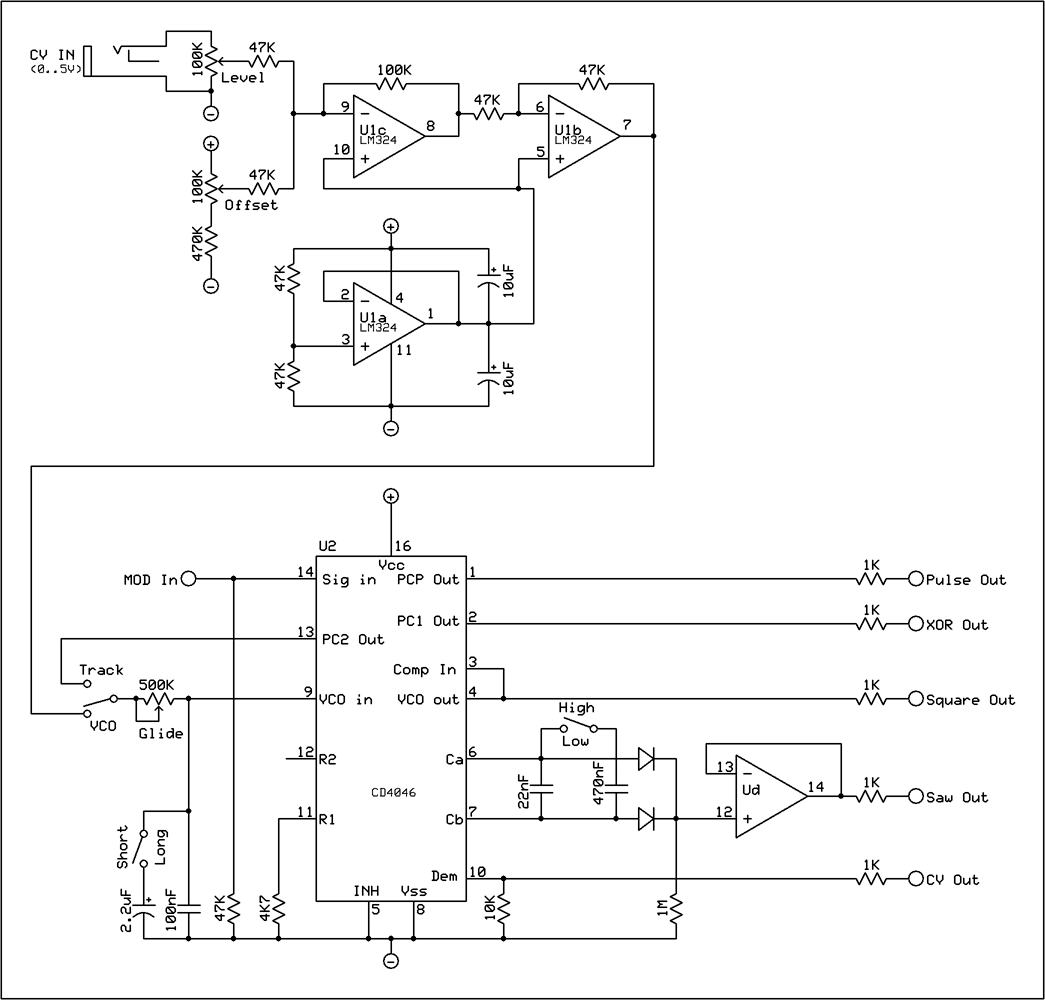 CV IN
(0..5V)
100K
Level
47K
-
+
100K
Offset
47K
470K
-
100K
9
-
U1c
LM324
10
+
8
47K
47K
6
-
U1b
LM324
5
+
7
+
47K
2
-
4
U1a
LM324
1
3
+
11
47K
+
10uF
+
10uF
-
+
U2
16
Vcc
MOD In
14
Sig in
PCP Out
1
1K
Pulse Out
PC1 Out
2
1K
XOR Out
13
PC2 Out
Comp In
3
Track
500K
9
VCO in
VCO out
4
1K
Square Out
VCO
Glide
High
Low
12
R2
Ca
6
22nF
470nF
13
-
Ud
14
1K
Saw Out
CD4046
11
R1
Cb
7
12
+
Short
Long
Dem
10
1K
CV Out
2.2uF
+
100nF
47K
4K7
INH
Vss
5
8
10K
1M
-